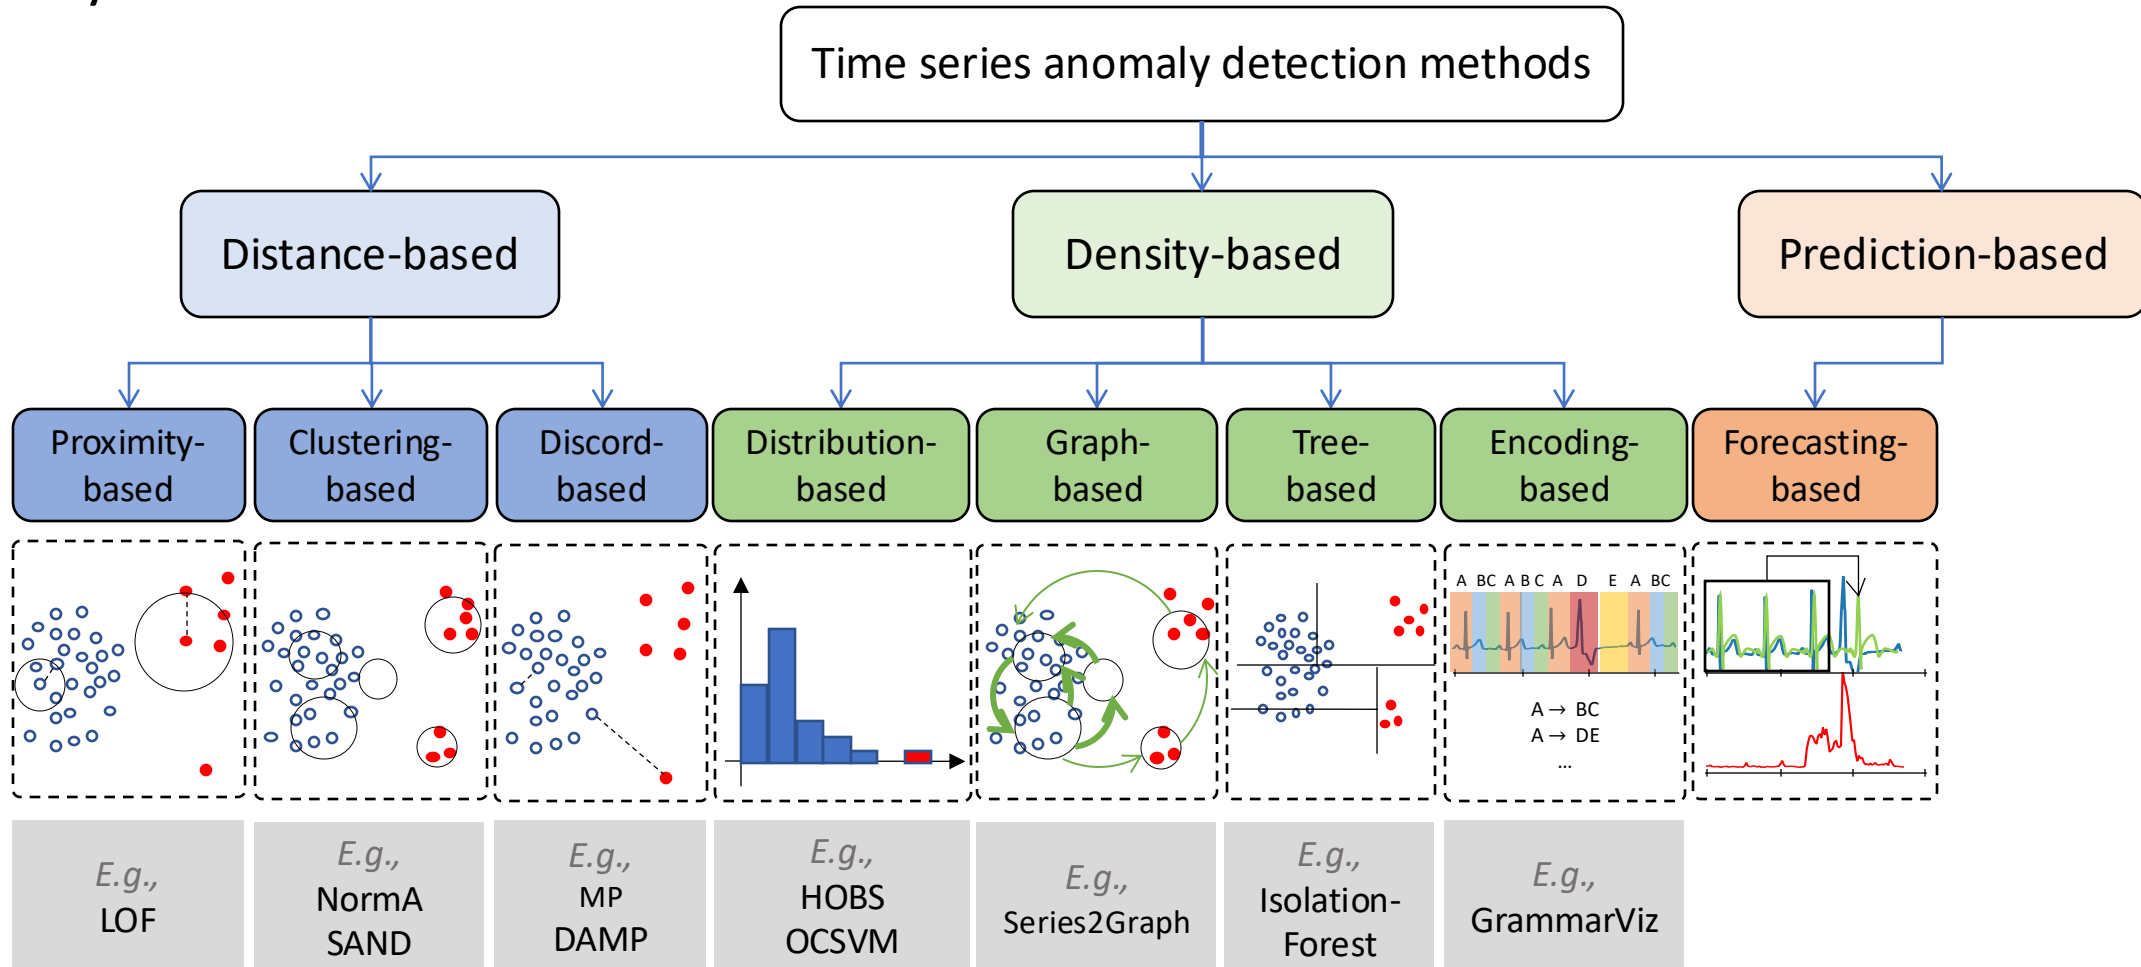 Time series anomaly detection methods
Distance-based
Density-based
Prediction-based
Proximity-
based
Clustering-
based
Discord-
based
Distribution-
based
Graph-
based
Tree-
based
Encoding-
based
Forecasting-
based
A BC A B C A D E A BC
A → BC
A → DE
...
E.g.,
LOF
E.g.,
NormA
SAND
E.g.,
MP
DAMP
E.g.,
HOBS
OCSVM
E.g.,
Series2Graph
E.g.,
Isolation-
Forest
E.g.,
GrammarViz